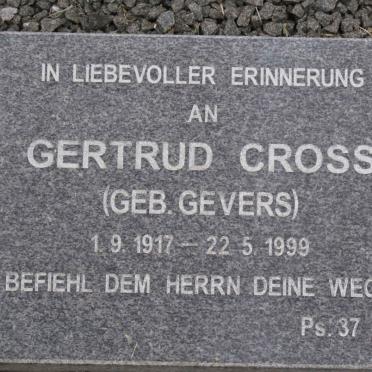 IN LIEBEVOLLER ERINNERUNG
AN
GERTRUD CROSS
(GEB. GEVERS)
1. 9. 1917 – 22. 5. 1999
BEFIEHL DEM HERRN DEINE WEG
Ps. 37